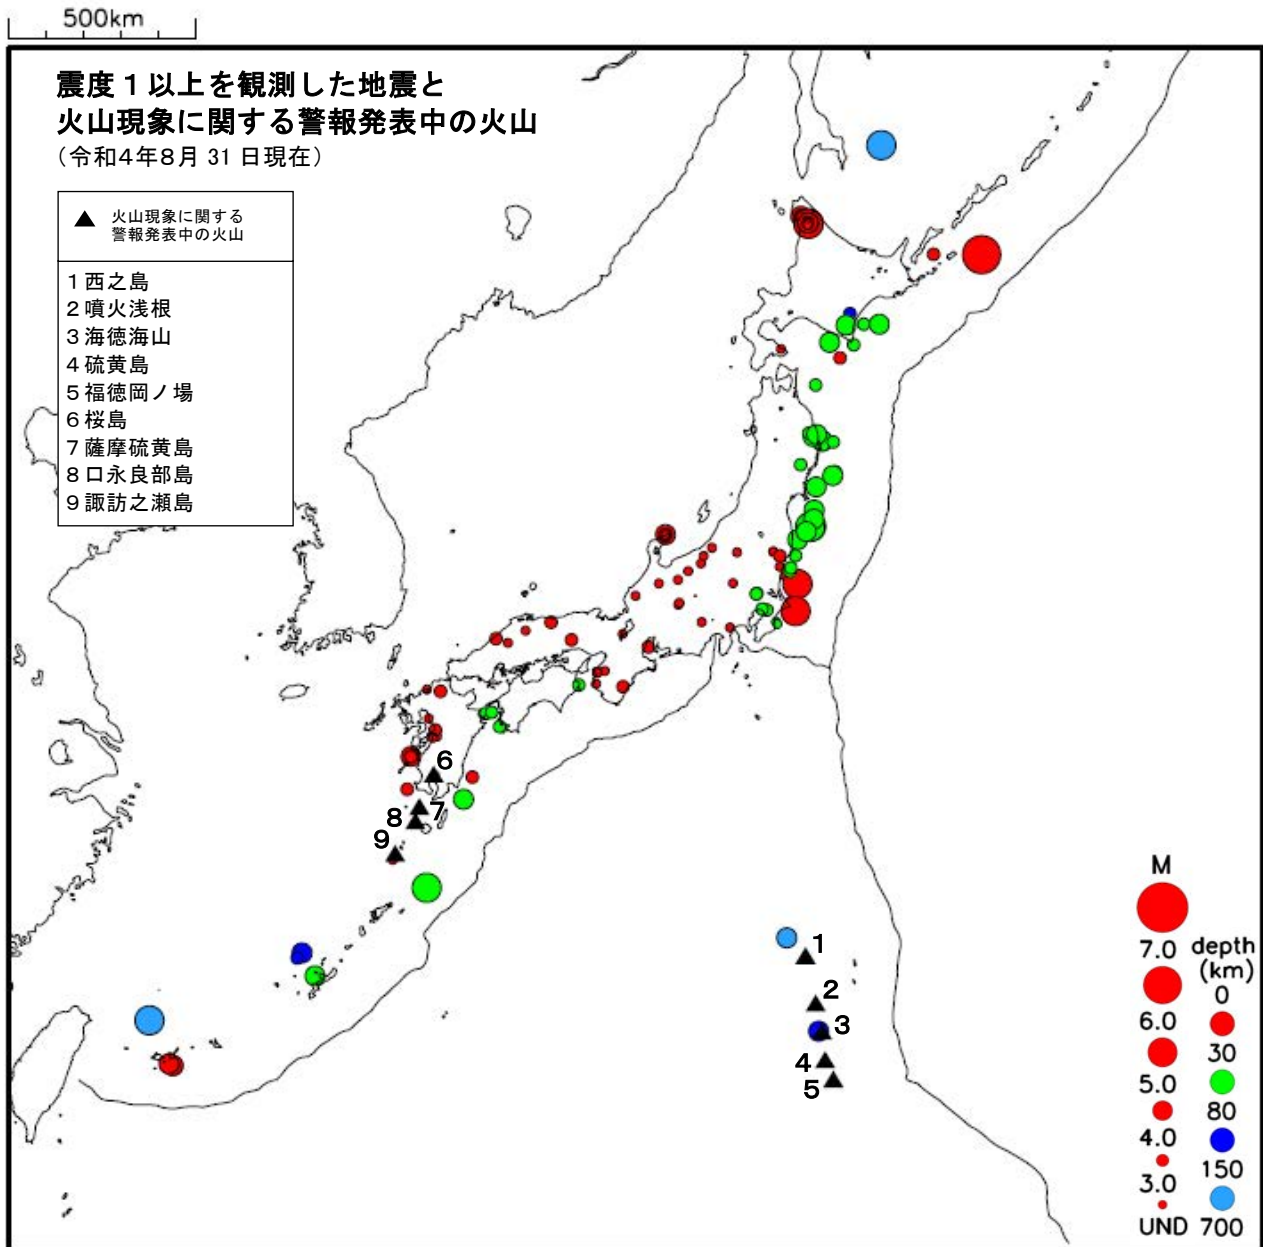 500km
震度1以上を観測した地震と
火山現象に関する警報発表中の火山
(令和4年8月 31 日現在)
▲ 火山現象に関する
警報発表中の火山
1 西之島
2 噴火浅根
3 海徳海山
4 硫黄島
5 福徳岡ノ場
6 桜島
7 薩摩硫黄島
8 口永良部島
9 諏訪之瀬島
6
7
8
9
1
2
3
4
5
M
7.0
6.0
5.0
4.0
3.0
UND
depth
(km)
0
30
80
150
700